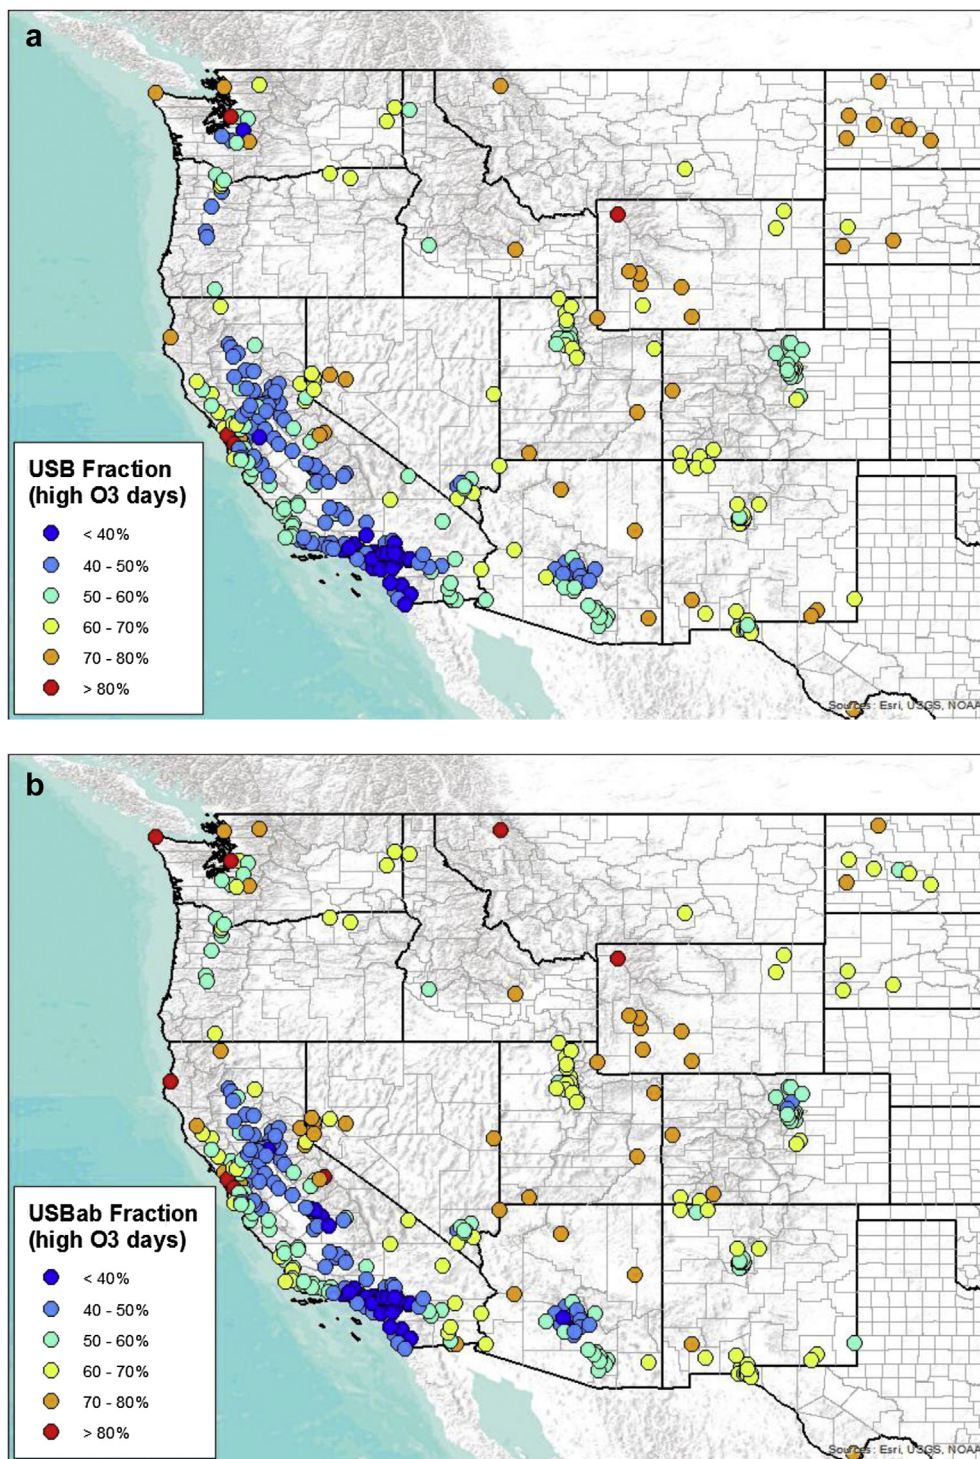 a
USB Fraction
(high O3 days)
< 40%
40 - 50%
50 - 60%
60 - 70%
70 - 80%
> 80%
Sources: Esri, USGS, NOAA
b
USBab Fraction
(high O3 days)
< 40%
40 - 50%
50 - 60%
60 - 70%
70 - 80%
> 80%
Sources: Esri, USGS, NOAA